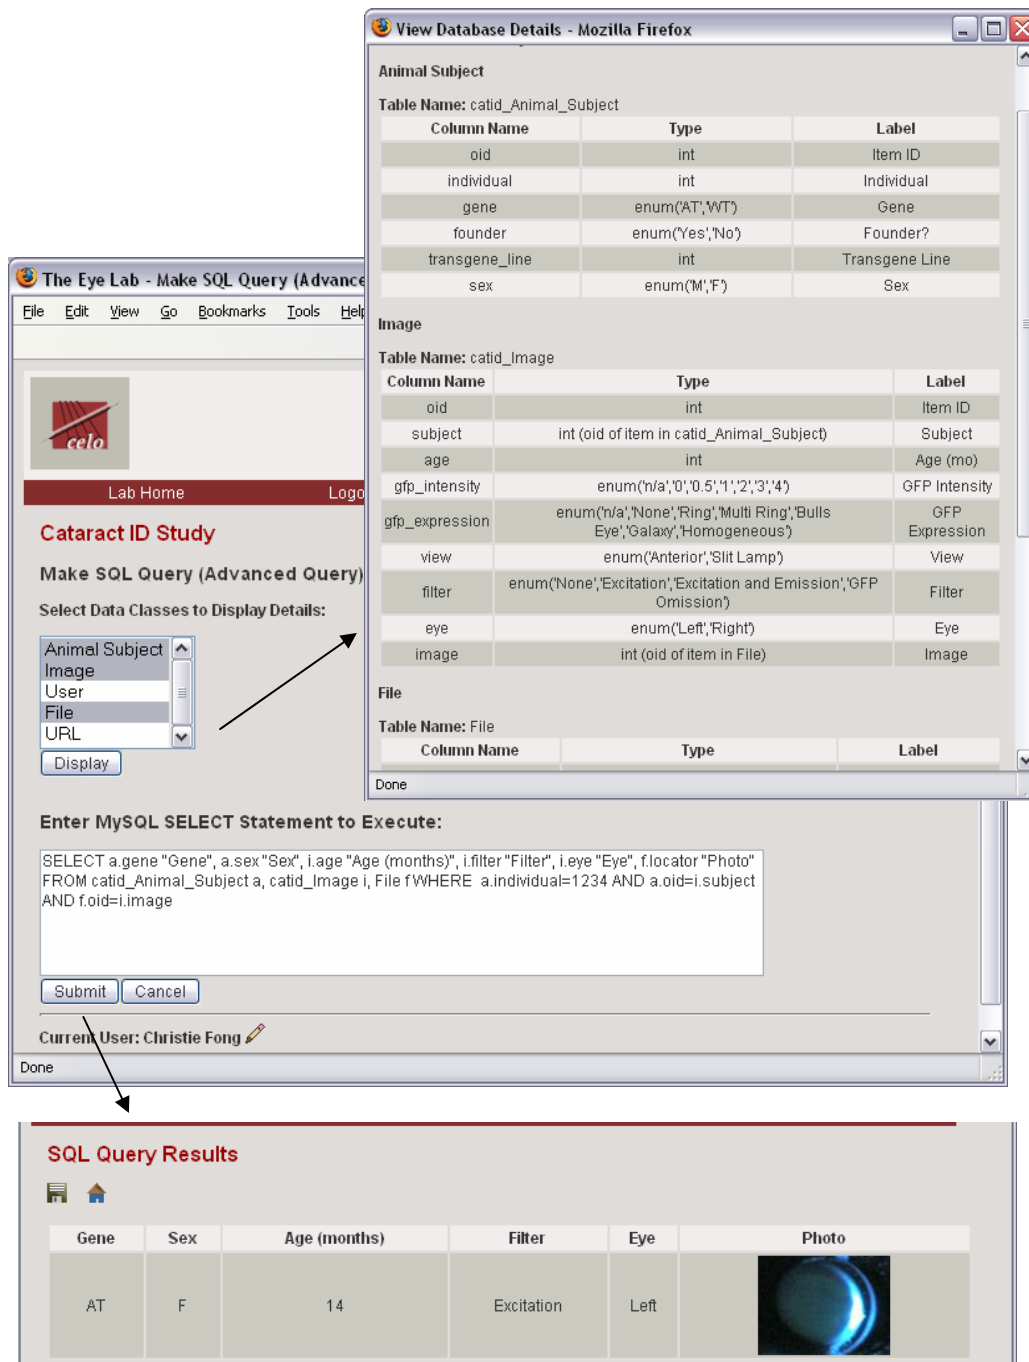 View Database Details - Mozilla Firefox
Animal Subject
Table Name: catid_Animal_Subject
Column Name Type Label
oid int Item ID
individual int Individual
gene enum('AT','WT') Gene
founder enum('Yes','No') Founder?
transgene_line int Transgene Line
sex enum('M','F') Sex
Image
Table Name: catid_Image
Column Name Type Label
oid int Item ID
subject int (oid of item in catid_Animal_Subject) Subject
age int Age (mo)
gfp_intensity enum('n/a','0','0.5','1','2','3','4') GFP Intensity
gfp_expression enum('n/a','None','Ring','Multi Ring','Bulls Eye','Galaxy','Homogeneous') GFP Expression
view enum('Anterior','Slit Lamp') View
filter enum('None','Excitation','Excitation and Emission','GFP Omission') Filter
eye enum('Left','Right') Eye
image int (oid of item in File) Image
File
Table Name: File
Column Name Type Label
Done
The Eye Lab - Make SQL Query (Advance
File Edit View Go Bookmarks Tools Help
celo
Lab Home Logo
Cataract ID Study
Make SQL Query (Advanced Query)
Select Data Classes to Display Details:
Animal Subject
Image
User
File
URL
Display
Enter MySQL SELECT Statement to Execute:
SELECT a.gene "Gene", a.sex "Sex", i.age "Age (months)", i.filter "Filter", i.eye "Eye", f.locator "Photo"
FROM catid_Animal_Subject a, catid_Image i, File f WHERE a.individual=1234 AND a.oid=i.subject
AND f.oid=i.image
Submit Cancel
Current User: Christie Fong
Done
SQL Query Results
Gene Sex Age (months) Filter Eye Photo
AT F 14 Excitation Left